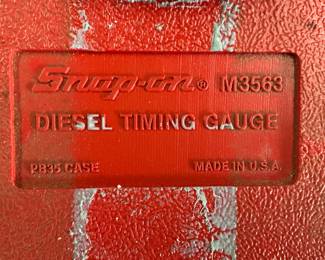 Snap-on® M3563
DIESEL TIMING GAUGE
PB35 CASE MADE IN U.S.A.